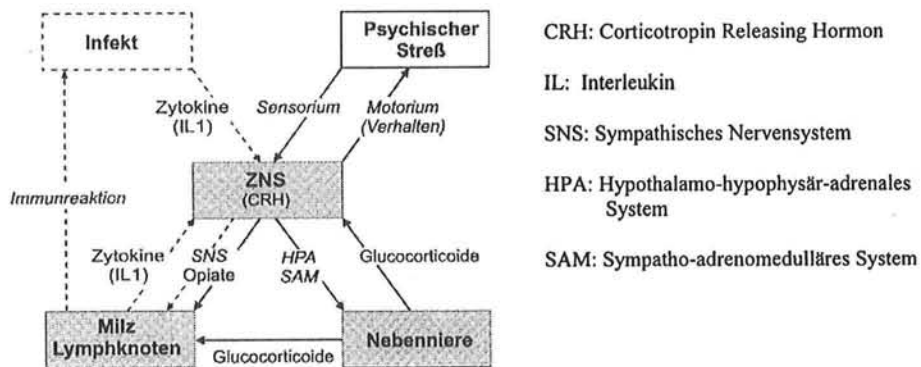 Infekt
Psychischer
Streß
Zytokine
(IL1)
Sensorium
Motorium
(Verhalten)
ZNS
(CRH)
Immunreaktion
Zytokine
(IL1)
SNS
Opiate
HPA
SAM
Glucocorticoide
Milz
Lymphknoten
Glucocorticoide
Nebenniere
CRH: Corticotropin Releasing Hormon
IL: Interleukin
SNS: Sympathisches Nervensystem
HPA: Hypothalamo-hypophysär-adrenales
System
SAM: Sympatho-adrenomedulläres System